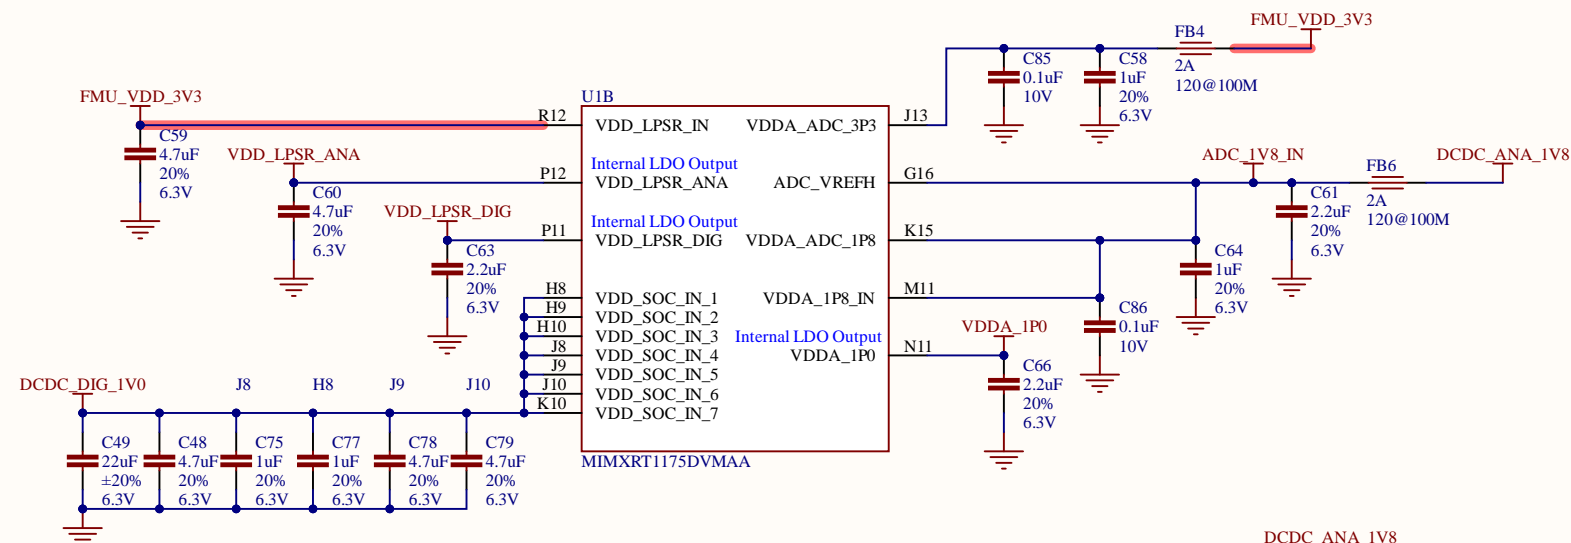 FMU_VDD_3V3
FB4
2A
120@100M
C85
0.1uF
10V
C58
1uF
20%
6.3V
FMU_VDD_3V3
C59
4.7uF
20%
6.3V
U1B
R12
VDD_LPSR_IN
VDDA_ADC_3P3
J13
VDD_LPSR_ANA
C60
4.7uF
20%
6.3V
Internal LDO Output
P12
VDD_LPSR_ANA
ADC_VREFH
G16
ADC_1V8_IN
FB6
2A
120@100M
DCDC_ANA_1V8
C61
2.2uF
20%
6.3V
VDD_LPSR_DIG
C63
2.2uF
20%
6.3V
Internal LDO Output
P11
VDD_LPSR_DIG
VDDA_ADC_1P8
K15
C64
1uF
20%
6.3V
H8
VDD_SOC_IN_1
VDDA_1P8_IN
M11
C86
0.1uF
10V
H9
VDD_SOC_IN_2
H10
VDD_SOC_IN_3
Internal LDO Output
VDDA_1P0
J8
VDD_SOC_IN_4
VDDA_1P0
N11
C66
2.2uF
20%
6.3V
J9
VDD_SOC_IN_5
J10
VDD_SOC_IN_6
K10
VDD_SOC_IN_7
MIMXRT1175DVMAA
DCDC_DIG_1V0
J8
H8
J9
J10
C49
22uF
±20%
6.3V
C48
4.7uF
20%
6.3V
C75
1uF
20%
6.3V
C77
1uF
20%
6.3V
C78
4.7uF
20%
6.3V
C79
4.7uF
20%
6.3V
DCDC_ANA_1V8